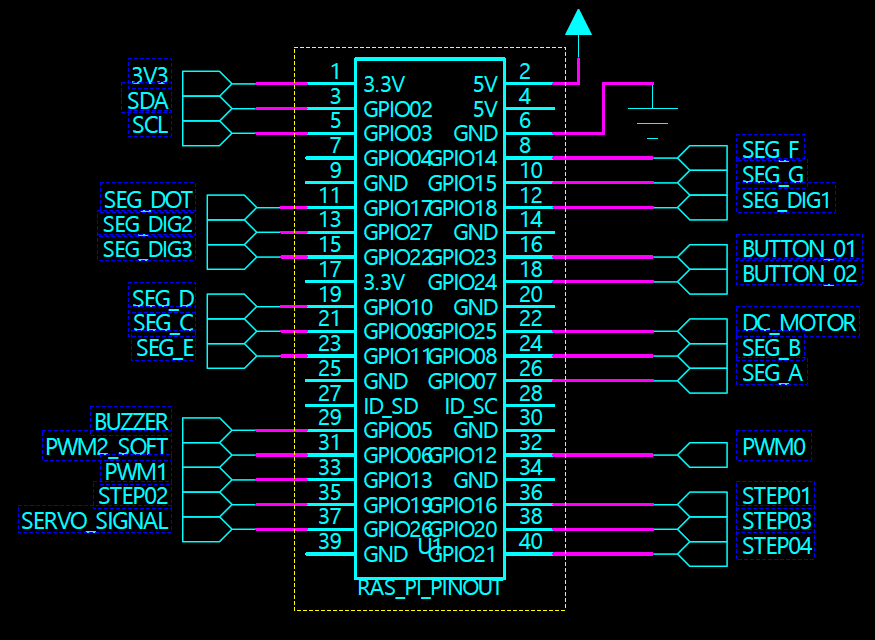 3V3 1 3.3V 5V 2
SDA 3 GPIO02 5V 4
SCL 5 GPIO03 GND 6
7 GPIO04 GPIO14 8 SEG_F
9 GND GPIO15 10 SEG_G
SEG_DOT 11 GPIO17 GPIO18 12 SEG_DIG1
SEG_DIG2 13 GPIO27 GND 14
SEG_DIG3 15 GPIO22 GPIO23 16 BUTTON_01
17 3.3V GPIO24 18 BUTTON_02
SEG_D 19 GPIO10 GND 20
SEG_C 21 GPIO09 GPIO25 22 DC_MOTOR
SEG_E 23 GPIO11 GPIO08 24 SEG_B
25 GND GPIO07 26 SEG_A
27 ID_SD ID_SC 28
BUZZER 29 GPIO05 GND 30
PWM2_SOFT 31 GPIO06 GPIO12 32 PWM0
PWM1 33 GPIO13 GND 34
STEP02 35 GPIO19 GPIO16 36 STEP01
SERVO_SIGNAL 37 GPIO26 GPIO20 38 STEP03
39 GND GPIO21 40 STEP04
U1
RAS_PI_PINOUT